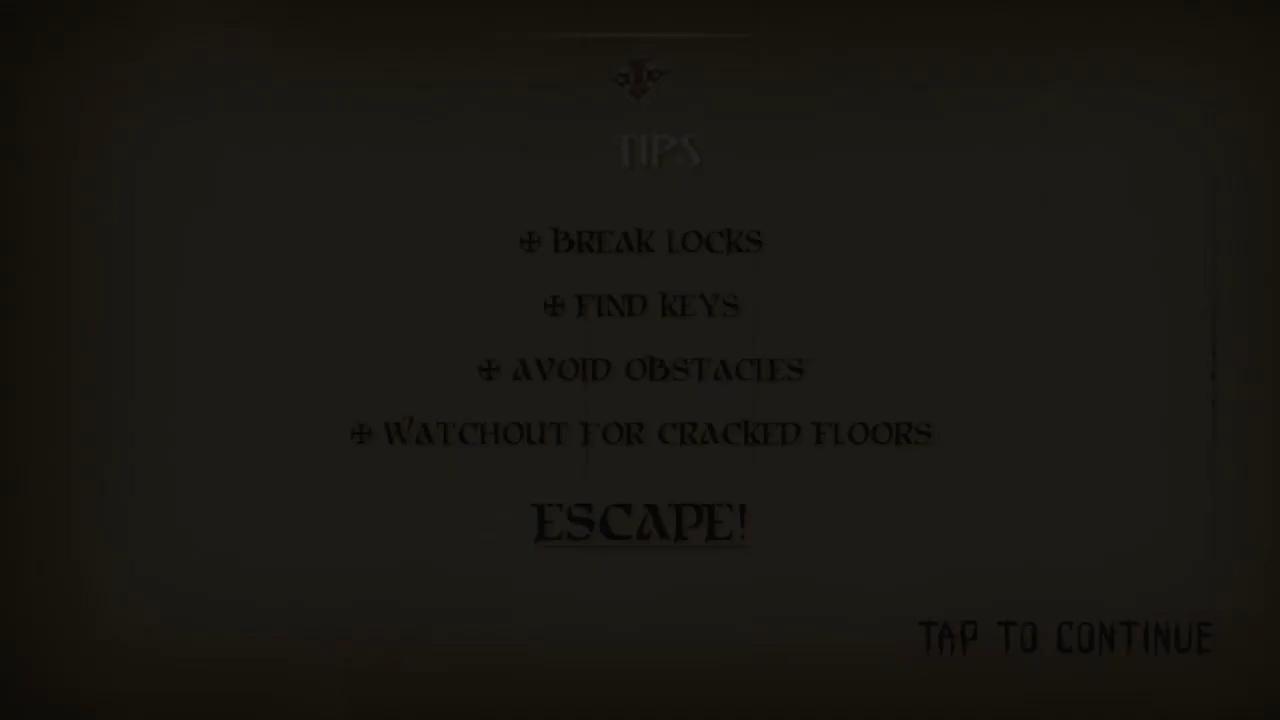 TIPS
✠ BREAK LOCKS
✠ FIND KEYS
✠ AVOID OBSTACLES
✠ WATCHOUT FOR CRACKED FLOORS
ESCAPE!
TAP TO CONTINUE